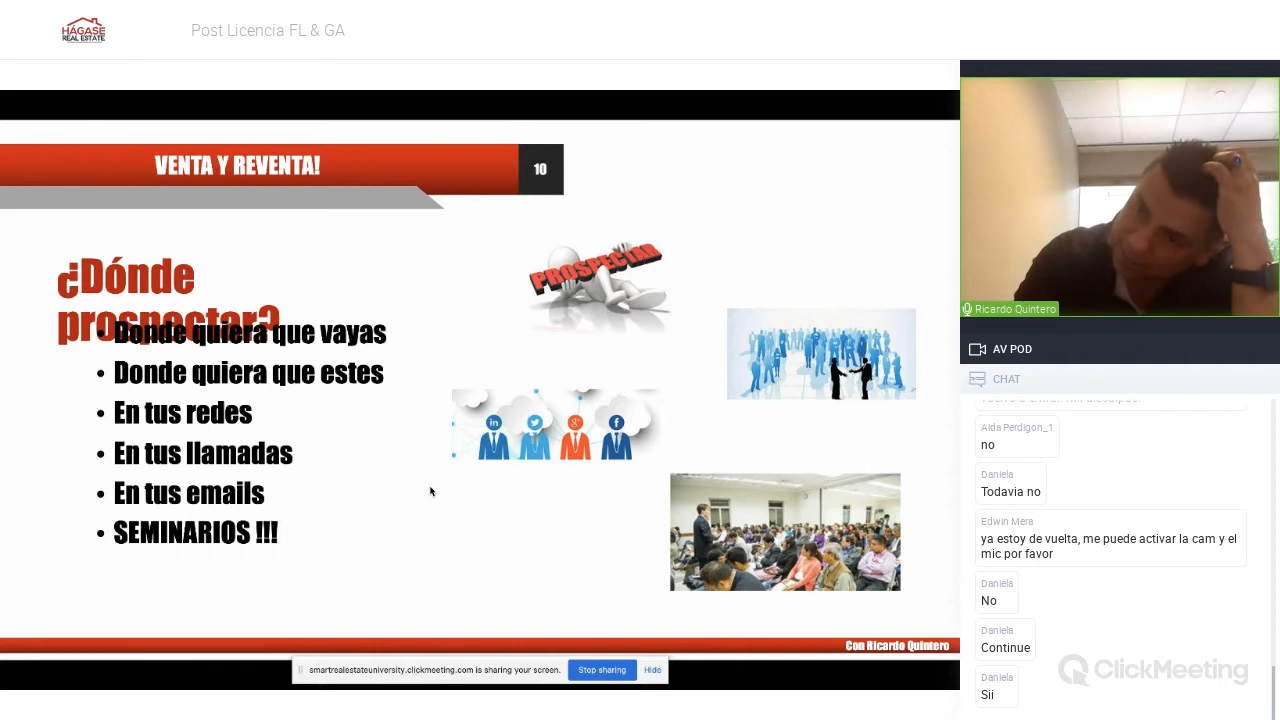 HÁGASE
REAL ESTATE
Post Licencia FL & GA
VENTA Y REVENTA!
10
¿Dónde
prospectar?
• Donde quiera que vayas
• Donde quiera que estes
• En tus redes
• En tus llamadas
• En tus emails
• SEMINARIOS !!!
PROSPECTAR
in
g+
f
Con Ricardo Quintero
smartrealestateuniversity.clickmeeting.com is sharing your screen.
Stop sharing
Hide
Ricardo Quintero
AV POD
CHAT
Aida Perdigon_1
no
Daniela
Todavia no
Edwin Mera
ya estoy de vuelta, me puede activar la cam y el
mic por favor
Daniela
No
Daniela
Continue
Daniela
Sii
ClickMeeting